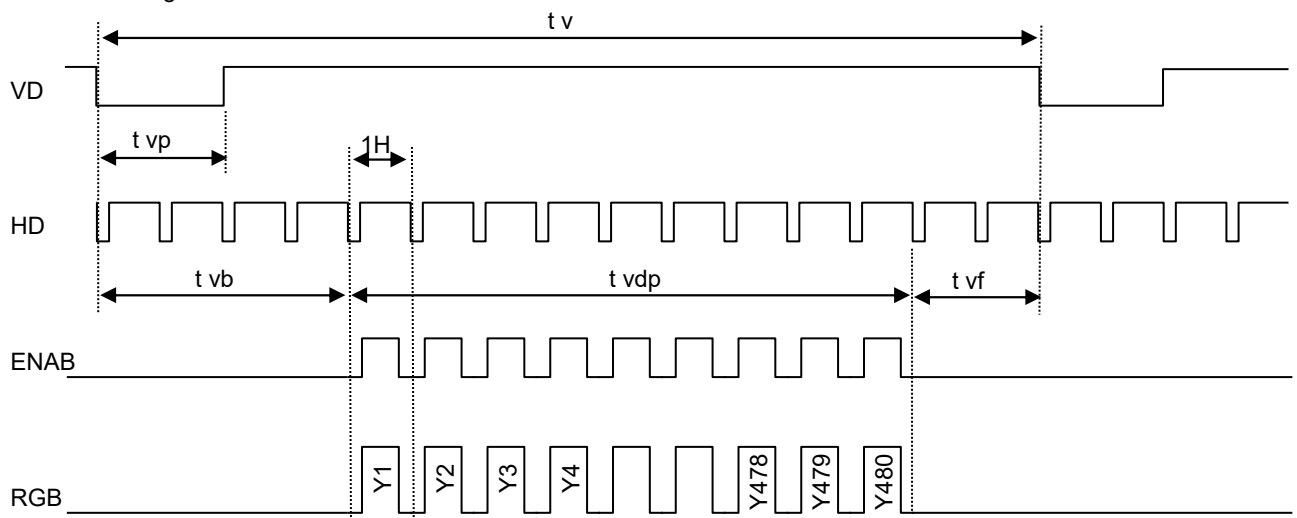 t v
VD
t vp
1H
HD
t vb
t vdp
t vf
ENAB
RGB
Y1
Y2
Y3
Y4
Y478
Y479
Y480